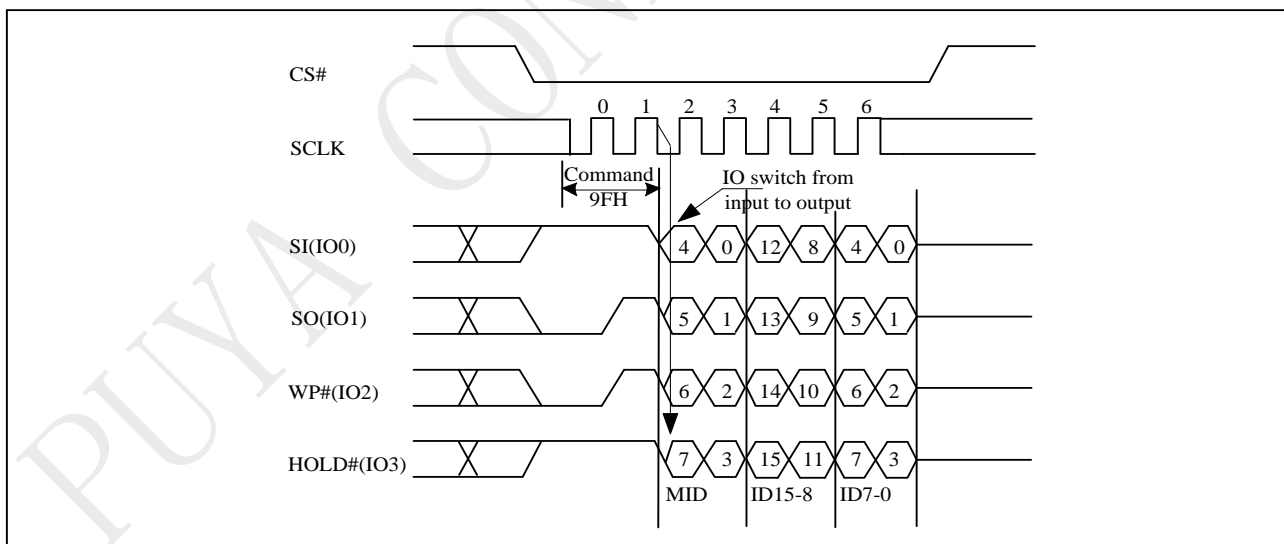 PUYA CON
CS#
0 1 2 3 4 5 6
SCLK
Command
9FH
IO switch from
input to output
SI(IO0)
4 0 12 8 4 0
SO(IO1)
5 1 13 9 5 1
WP#(IO2)
6 2 14 10 6 2
HOLD#(IO3)
7 3 15 11 7 3
MID ID15-8 ID7-0